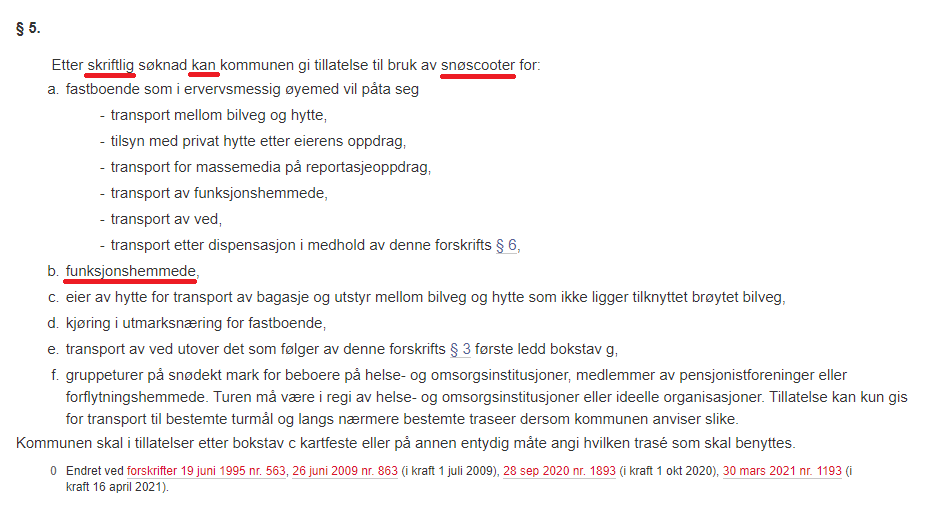 § 5.
Etter skriftlig søknad kan kommunen gi tillatelse til bruk av snøscooter for:
a. fastboende som i ervervsmessig øyemed vil påta seg
- transport mellom bilveg og hytte,
- tilsyn med privat hytte etter eierens oppdrag,
- transport for massemedia på reportasjeoppdrag,
- transport av funksjonshemmede,
- transport av ved,
- transport etter dispensasjon i medhold av denne forskrifts § 6,
b. funksjonshemmede,
c. eier av hytte for transport av bagasje og utstyr mellom bilveg og hytte som ikke ligger tilknyttet brøytet bilveg,
d. kjøring i utmarksnæring for fastboende,
e. transport av ved utover det som følger av denne forskrifts § 3 første ledd bokstav g,
f. gruppeturer på snødekt mark for beboere på helse- og omsorgsinstitusjoner, medlemmer av pensjonistforeninger eller
forflytningshemmede. Turen må være i regi av helse- og omsorgsinstitusjoner eller ideelle organisasjoner. Tillatelse kan kun gis
for transport til bestemte turmål og langs nærmere bestemte traseer dersom kommunen anviser slike.
Kommunen skal i tillatelser etter bokstav c kartfeste eller på annen entydig måte angi hvilken trasé som skal benyttes.
0 Endret ved forskrifter 19 juni 1995 nr. 563, 26 juni 2009 nr. 863 (i kraft 1 juli 2009), 28 sep 2020 nr. 1893 (i kraft 1 okt 2020), 30 mars 2021 nr. 1193 (i
kraft 16 april 2021).